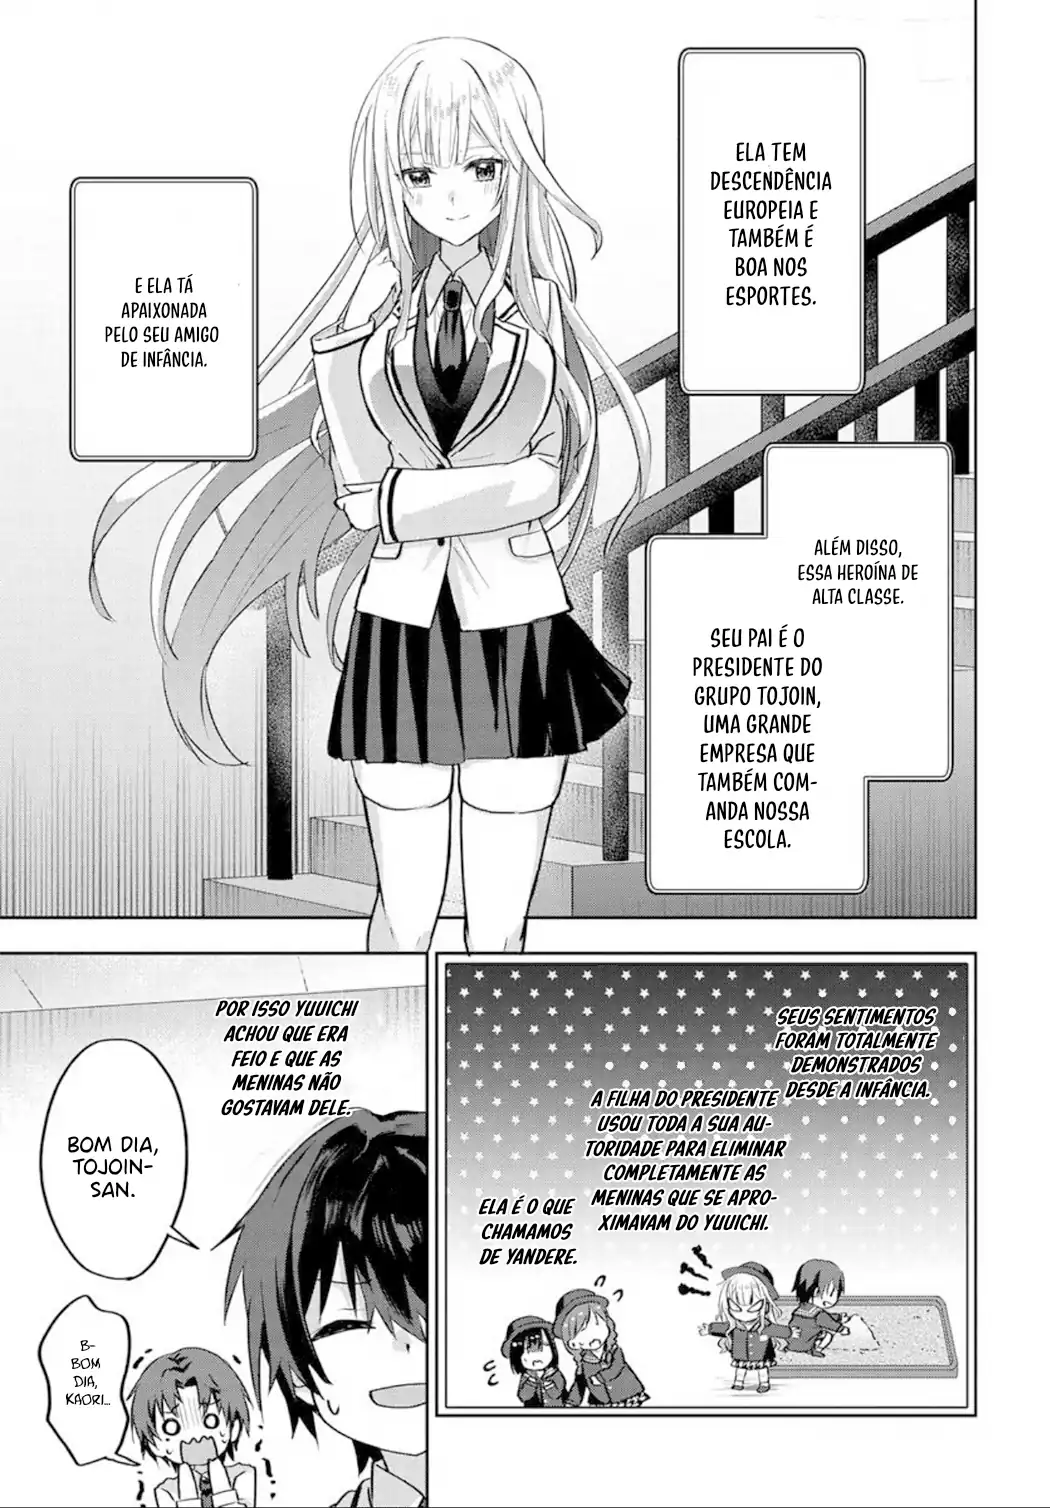 ELA TEM
DESCENDÊNCIA
EUROPEIA E
TAMBÉM É
BOA NOS
ESPORTES.
E ELA TÁ
APAIXONADA
PELO SEU AMIGO
DE INFÂNCIA.
ALÉM DISSO,
ESSA HEROÍNA DE
ALTA CLASSE.
SEU PAI É O
PRESIDENTE DO
GRUPO TOJOIN,
UMA GRANDE
EMPRESA QUE
TAMBÉM COM-
ANDA NOSSA
ESCOLA.
SEUS SENTIMENTOS
FORAM TOTALMENTE
DEMONSTRADOS
DESDE A INFÂNCIA.
A FILHA DO PRESIDENTE
USOU TODA A SUA AU-
TORIDADE PARA ELIMINAR
COMPLETAMENTE AS
MENINAS QUE SE APRO-
XIMAVAM DO YUUICHI.
ELA É O QUE
CHAMAMOS
DE YANDERE.
POR ISSO YUUICHI
ACHOU QUE ERA
FEIO E QUE AS
MENINAS NÃO
GOSTAVAM DELE.
BOM DIA,
TOJOIN-
SAN.
B-
BOM
DIA,
KAORI...